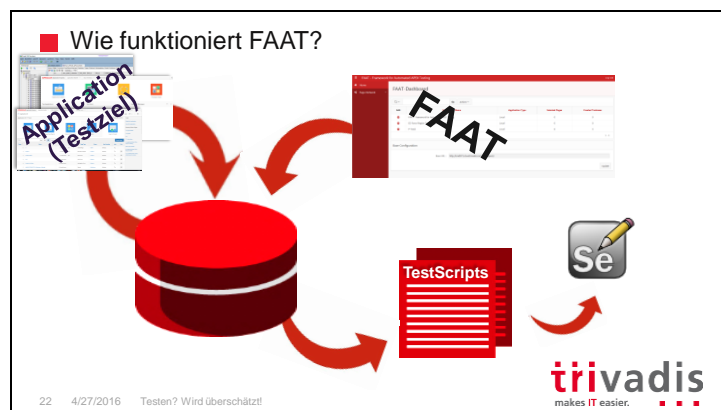 Wie funktioniert FAAT?
Application
(Testziel)
FAAT Dashboard
FAAT
TestScripts
Se
22 4/27/2016 Testen? Wird überschätzt!
trivadis
makes IT easier.